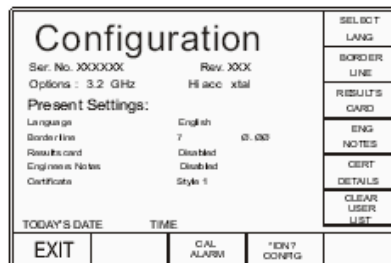 Configuration
Ser. No. XXXXXX Rev. XXX
Options : 3.2 GHz Hi acc xtal
Present Settings:
Language English
Borderline 7 Ø.ØØ
Results card Disabled
Engineers Notes Disabled
Certificate Style 1
TODAY'S DATE TIME
EXIT
CAL
ALARM
*IDN?
CONFIG
SELECT
LANG
BORDER
LINE
RESULTS
CARD
ENG
NOTES
CERT
DETAILS
CLEAR
USER
LIST